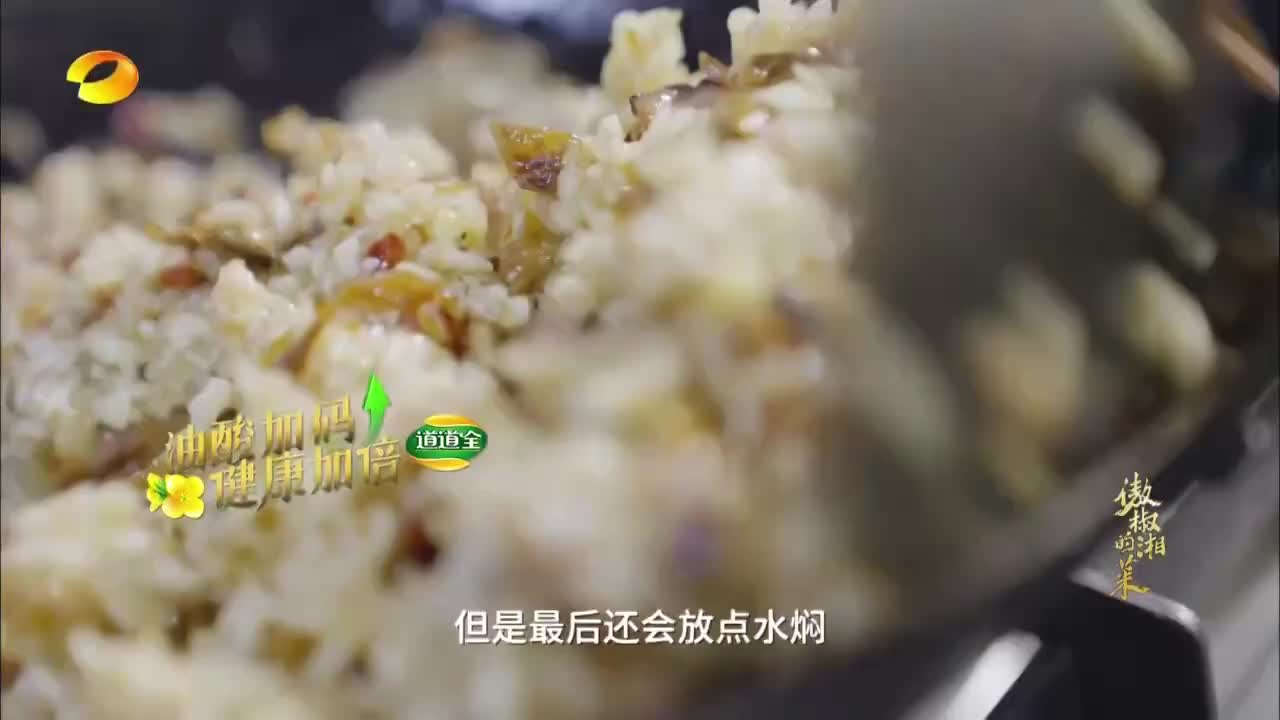 油酸加码
健康加倍
道道全
傲椒
的湘菜
但是最后还会放点水焖